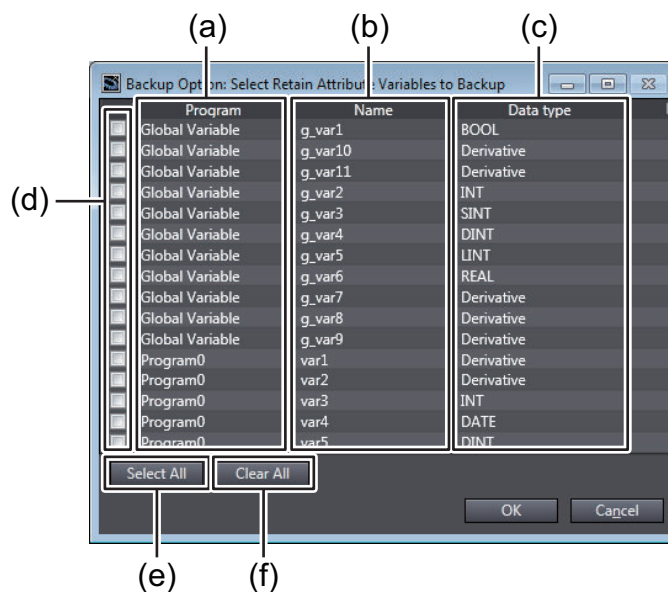 (a) (b) (c)
Backup Option: Select Retain Attribute Variables to Backup
Program Name Data type
Global Variable g_var1 BOOL
Global Variable g_var10 Derivative
Global Variable g_var11 Derivative
(d) Global Variable g_var2 INT
Global Variable g_var3 SINT
Global Variable g_var4 DINT
Global Variable g_var5 LINT
Global Variable g_var6 REAL
Global Variable g_var7 Derivative
Global Variable g_var8 Derivative
Global Variable g_var9 Derivative
Program0 var1 Derivative
Program0 var2 Derivative
Program0 var3 INT
Program0 var4 DATE
Program0 var5 DINT
Select All Clear All
OK Cancel
(e) (f)